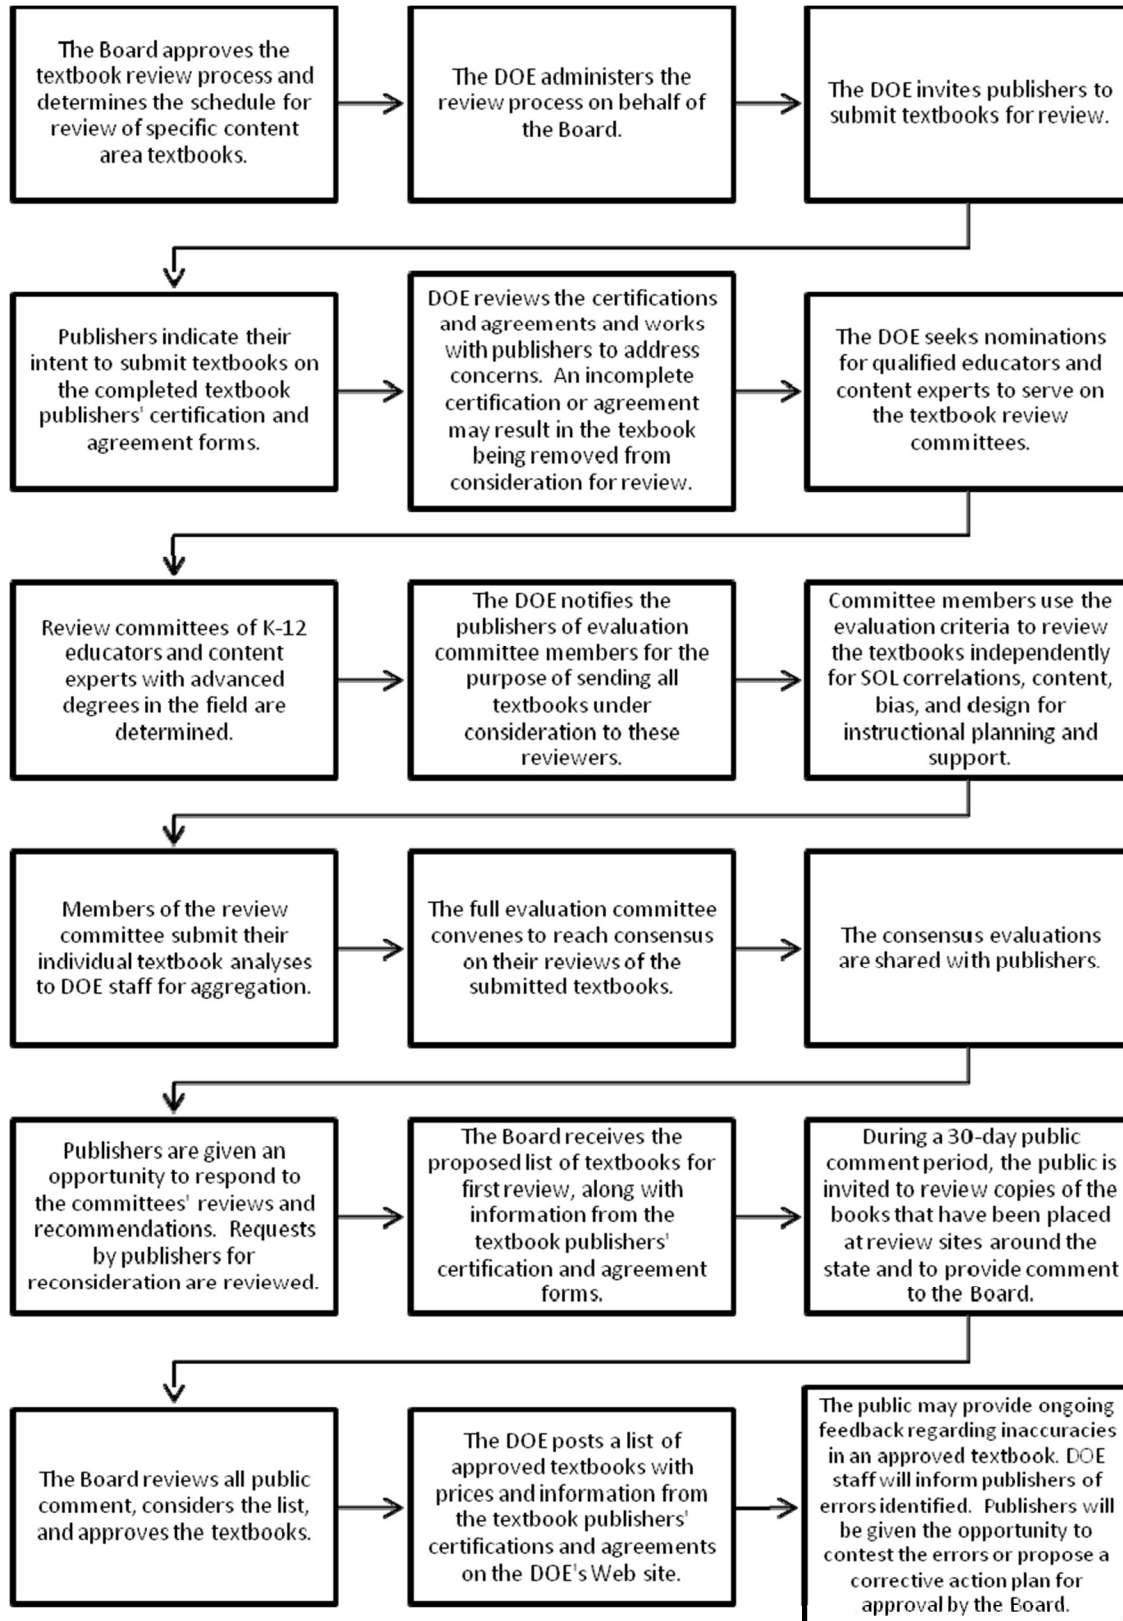 The Board approves the
textbook review process and
determines the schedule for
review of specific content
area textbooks.
The DOE administers the
review process on behalf of
the Board.
The DOE invites publishers to
submit textbooks for review.
Publishers indicate their
intent to submit textbooks on
the completed textbook
publishers' certification and
agreement forms.
DOE reviews the certifications
and agreements and works
with publishers to address
concerns. An incomplete
certification or agreement
may result in the texbook
being removed from
consideration for review.
The DOE seeks nominations
for qualified educators and
content experts to serve on
the textbook review
committees.
Review committees of K-12
educators and content
experts with advanced
degrees in the field are
determined.
The DOE notifies the
publishers of evaluation
committee members for the
purpose of sending all
textbooks under
consideration to these
reviewers.
Committee members use the
evaluation criteria to review
the textbooks independently
for SOL correlations, content,
bias, and design for
instructional planning and
support.
Members of the review
committee submit their
individual textbook analyses
to DOE staff for aggregation.
The full evaluation committee
convenes to reach consensus
on their reviews of the
submitted textbooks.
The consensus evaluations
are shared with publishers.
Publishers are given an
opportunity to respond to
the committees' reviews and
recommendations. Requests
by publishers for
reconsideration are reviewed.
The Board receives the
proposed list of textbooks for
first review, along with
information from the
textbook publishers'
certification and agreement
forms.
During a 30-day public
comment period, the public is
invited to review copies of the
books that have been placed
at review sites around the
state and to provide comment
to the Board.
The Board reviews all public
comment, considers the list,
and approves the textbooks.
The DOE posts a list of
approved textbooks with
prices and information from
the textbook publishers'
certifications and agreements
on the DOE's Web site.
The public may provide ongoing
feedback regarding inaccuracies
in an approved textbook. DOE
staff will inform publishers of
errors identified. Publishers will
be given the opportunity to
contest the errors or propose a
corrective action plan for
approval by the Board.